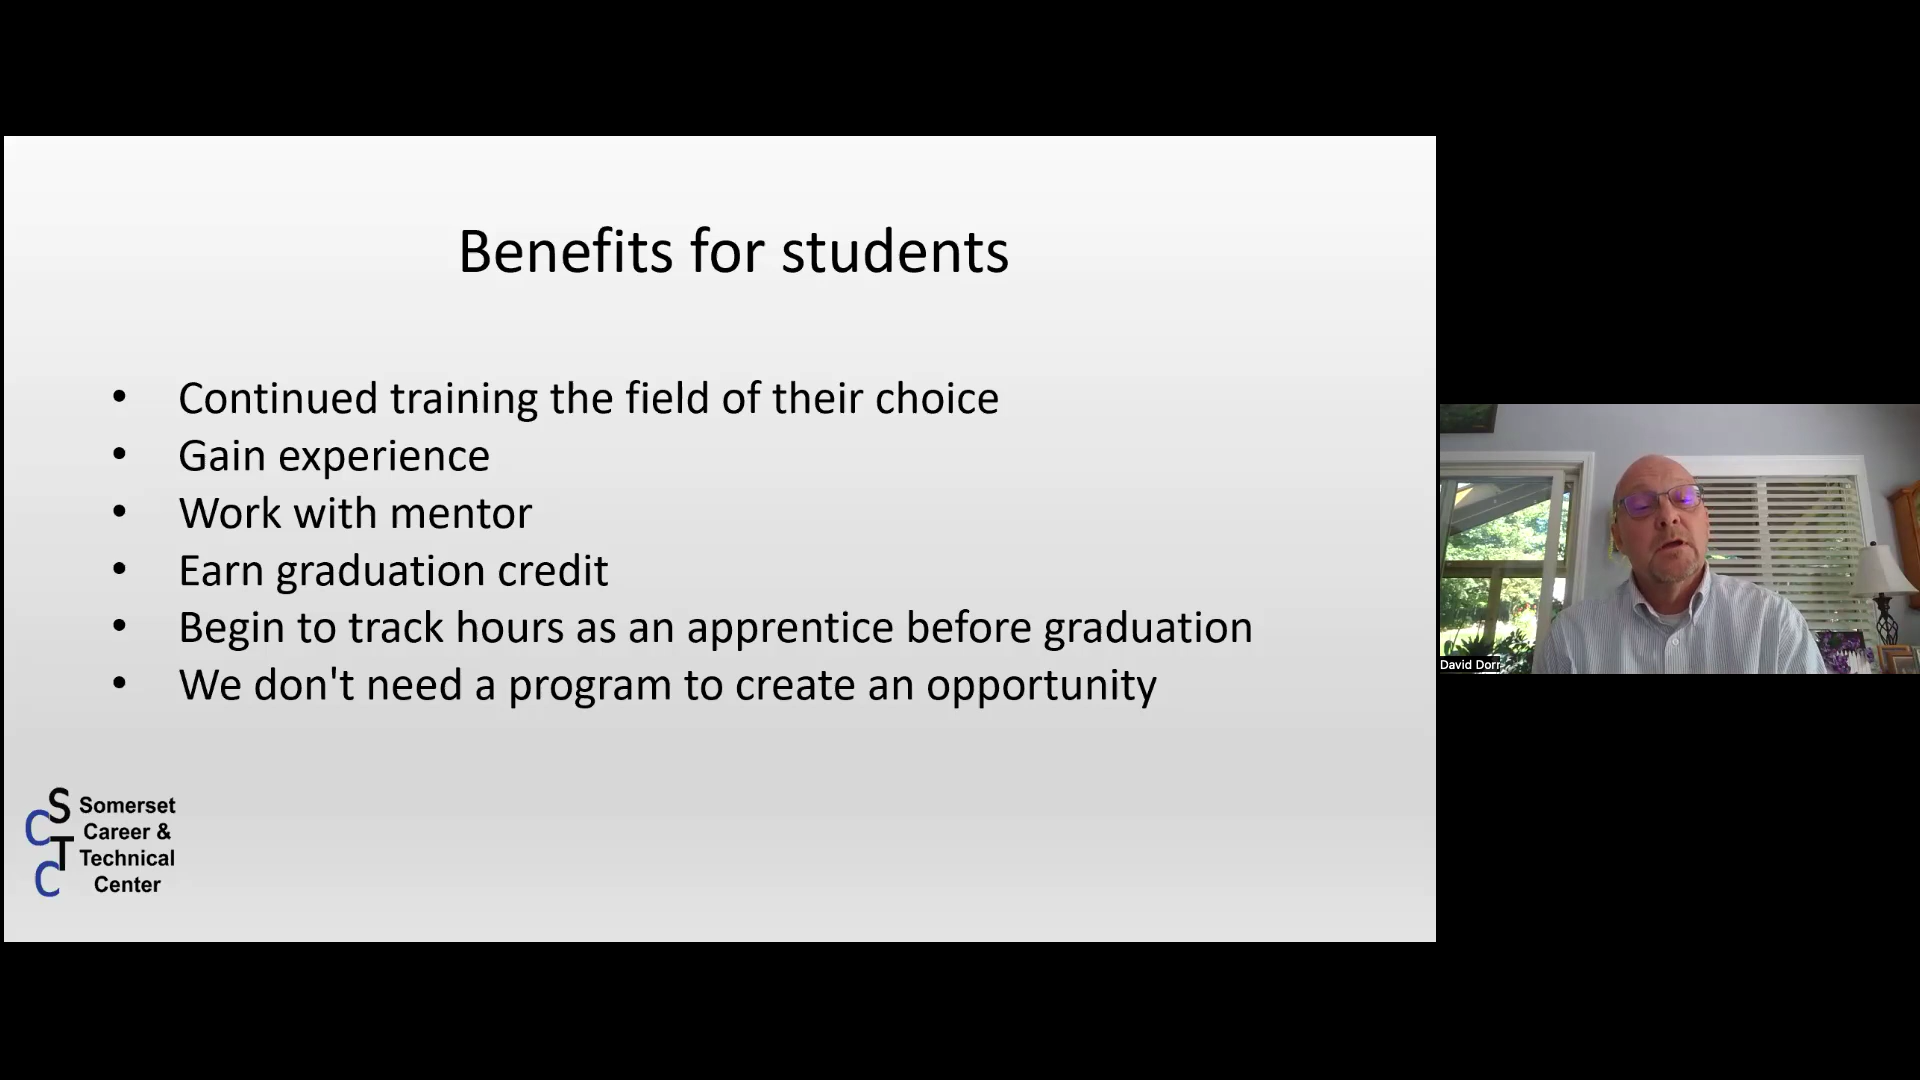 Benefits for students
• Continued training the field of their choice
• Gain experience
• Work with mentor
• Earn graduation credit
• Begin to track hours as an apprentice before graduation
• We don't need a program to create an opportunity
S
C
T
C
Somerset
Career &
Technical
Center
David Dorr